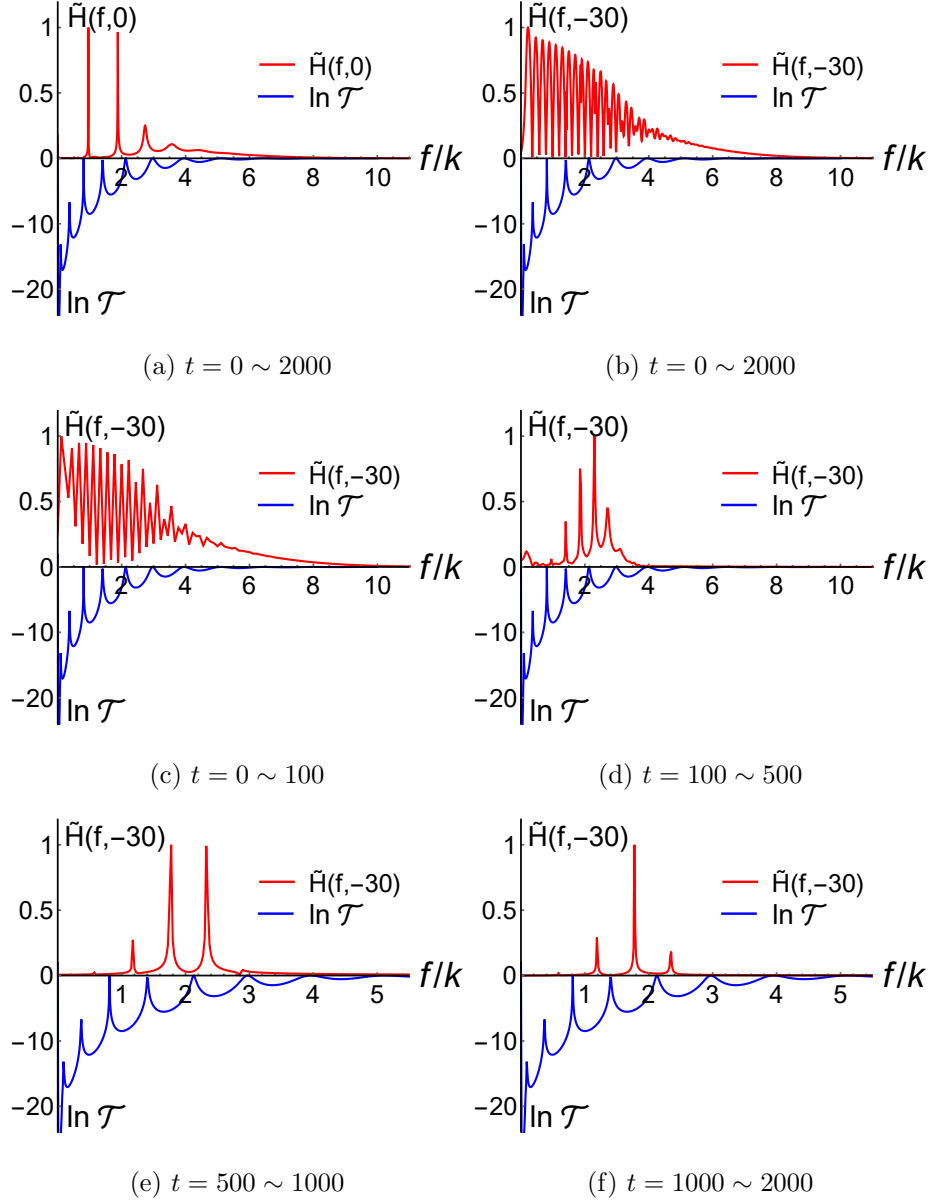 H̃(f,0)
1
0.5
0
−10
−20
H̃(f,0)
ln 𝒯
2 4 6 8 10
f/k
ln 𝒯
(a) t = 0 ∼ 2000
H̃(f,−30)
1
0.5
0
−10
−20
H̃(f,−30)
ln 𝒯
2 4 6 8 10
f/k
ln 𝒯
(b) t = 0 ∼ 2000
H̃(f,−30)
1
0.5
0
−10
−20
H̃(f,−30)
ln 𝒯
2 4 6 8 10
f/k
ln 𝒯
(c) t = 0 ∼ 100
H̃(f,−30)
1
0.5
0
−10
−20
H̃(f,−30)
ln 𝒯
2 4 6 8 10
f/k
ln 𝒯
(d) t = 100 ∼ 500
H̃(f,−30)
1
0.5
0
−10
−20
H̃(f,−30)
ln 𝒯
1 2 3 4 5
f/k
ln 𝒯
(e) t = 500 ∼ 1000
H̃(f,−30)
1
0.5
0
−10
−20
H̃(f,−30)
ln 𝒯
1 2 3 4 5
f/k
ln 𝒯
(f) t = 1000 ∼ 2000